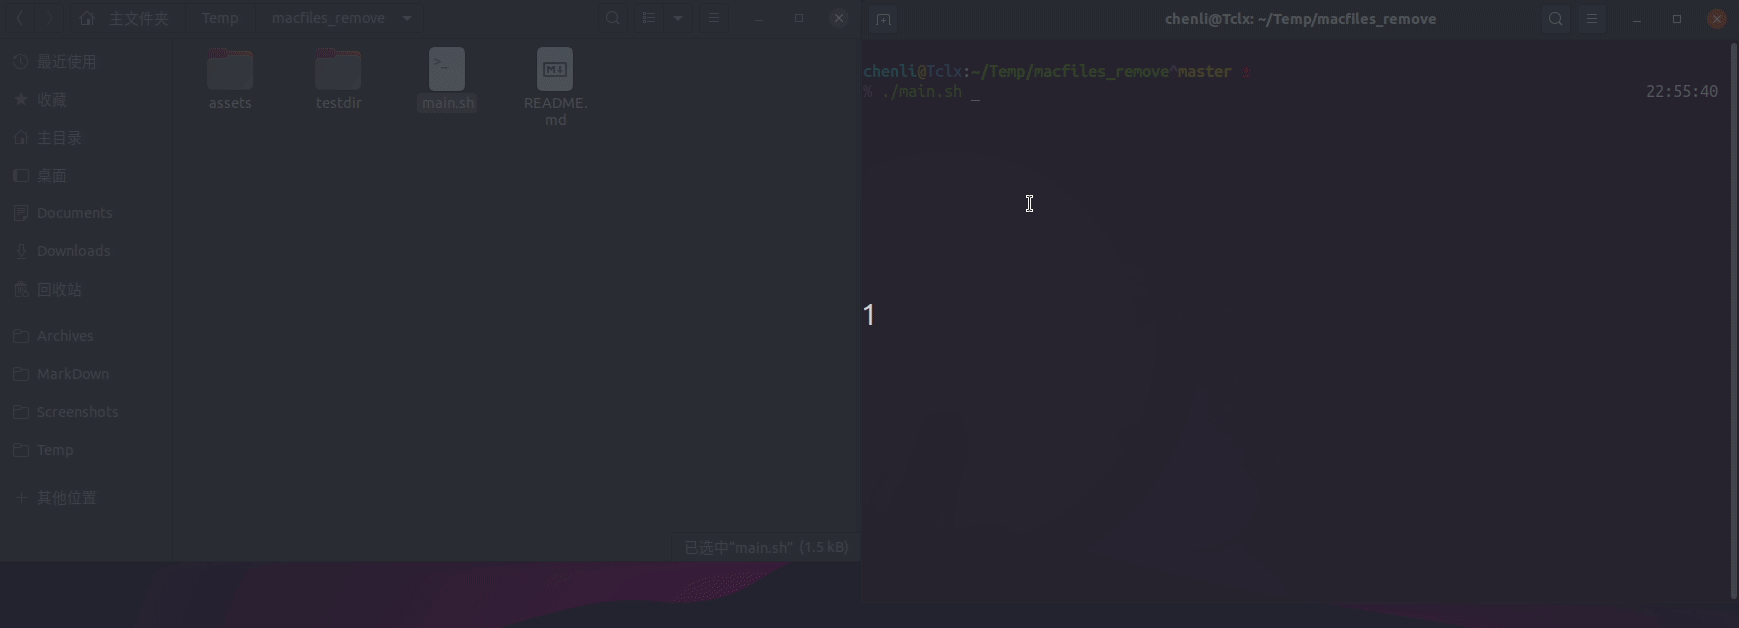 主文件夹 Temp macfiles_remove
最近使用
收藏
主目录
桌面
Documents
Downloads
回收站
Archives
MarkDown
Screenshots
Temp
其他位置
assets
testdir
main.sh
README.
md
已选中“main.sh” (1.5 kB)
chenli@Tclx: ~/Temp/macfiles_remove
chenli@Tclx:~/Temp/macfiles_remove^master
% ./main.sh _ 22:55:40
1